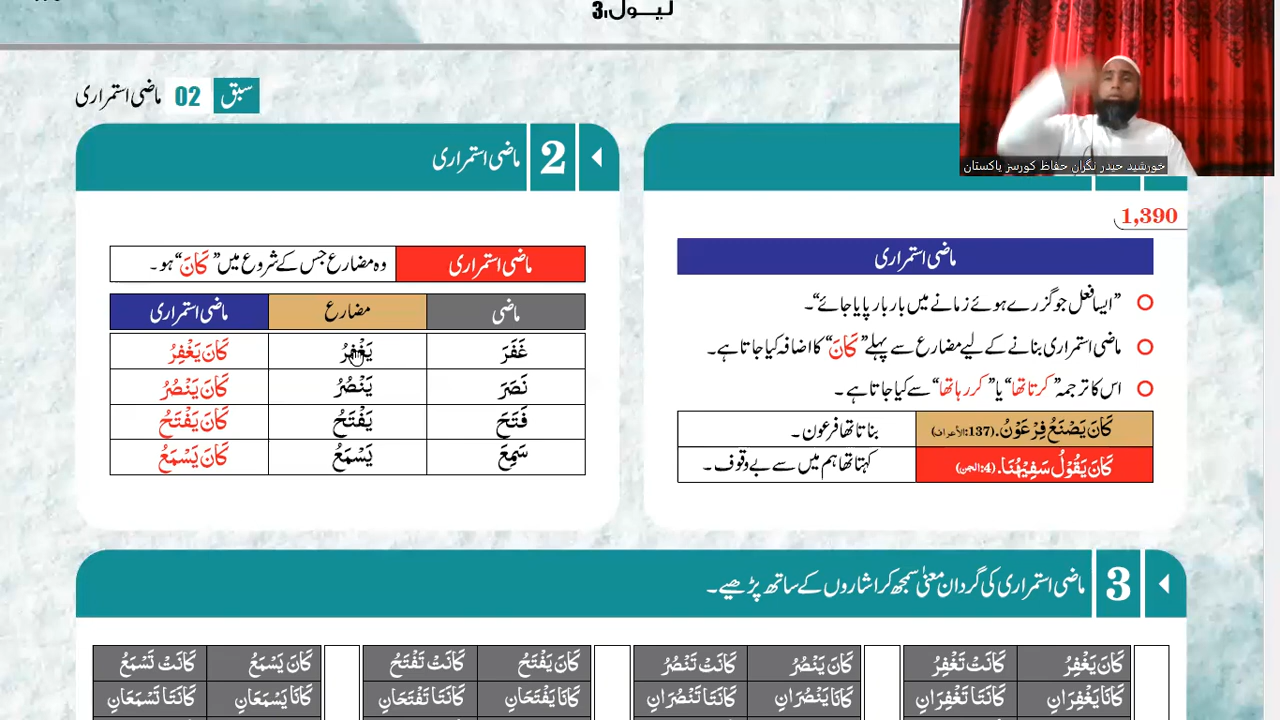 لیول 3
سبق 02 ماضی استمراری
خورشید حیدر نگران حفاظ کورسز پاکستان
1,390
ماضی استمراری
”ایسا فعل جو گزرے ہوئے زمانے میں بار بار پایا جائے“۔
ماضی استمراری بنانے کے لیے مضارع سے پہلے ”كَانَ“ کا اضافہ کیا جاتا ہے۔
اس کا ترجمہ ”کرتا تھا“ یا ”کر رہا تھا“ سے کیا جاتا ہے۔
كَانَ يَصْنَعُ فِرْعَوْنُ. (الأعراف:137) بناتا تھا فرعون۔
كَانَ يَقُوْلُ سَفِيْهُنَا. (الجن:4) کہتا تھا ہم میں سے بے وقوف۔
2 ماضی استمراری
ماضی استمراری وہ مضارع جس کے شروع میں ”كَانَ“ ہو۔
ماضی مضارع ماضی استمراری
غَفَرَ يَغْفِرُ كَانَ يَغْفِرُ
نَصَرَ يَنْصُرُ كَانَ يَنْصُرُ
فَتَحَ يَفْتَحُ كَانَ يَفْتَحُ
سَمِعَ يَسْمَعُ كَانَ يَسْمَعُ
3 ماضی استمراری کی گردان معنیٰ سمجھ کر اشاروں کے ساتھ پڑھیے۔
كَانَ يَغْفِرُ كَانَتْ تَغْفِرُ كَانَ يَنْصُرُ كَانَتْ تَنْصُرُ كَانَ يَفْتَحُ كَانَتْ تَفْتَحُ كَانَ يَسْمَعُ كَانَتْ تَسْمَعُ
كَانَا يَغْفِرَانِ كَانَتَا تَغْفِرَانِ كَانَا يَنْصُرَانِ كَانَتَا تَنْصُرَانِ كَانَا يَفْتَحَانِ كَانَتَا تَفْتَحَانِ كَانَا يَسْمَعَانِ كَانَتَا تَسْمَعَانِ